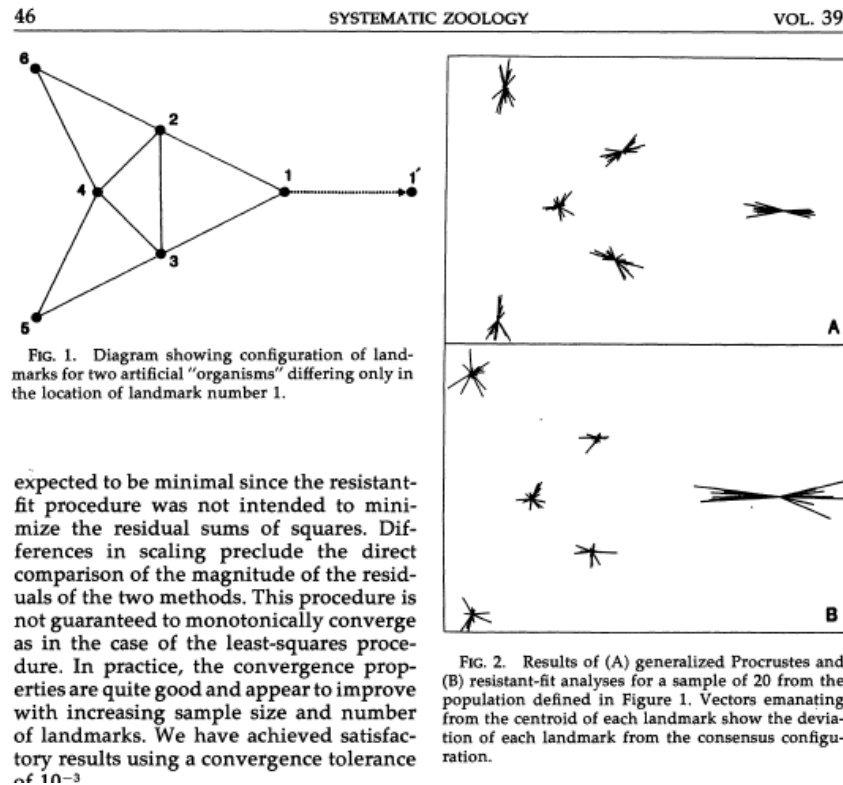 46
SYSTEMATIC ZOOLOGY
VOL. 39
6
2
1
1′
4
3
5
FIG. 1. Diagram showing configuration of land-
marks for two artificial "organisms" differing only in
the location of landmark number 1.
expected to be minimal since the resistant-
fit procedure was not intended to mini-
mize the residual sums of squares. Dif-
ferences in scaling preclude the direct
comparison of the magnitude of the resid-
uals of the two methods. This procedure is
not guaranteed to monotonically converge
as in the case of the least-squares proce-
dure. In practice, the convergence prop-
erties are quite good and appear to improve
with increasing sample size and number
of landmarks. We have achieved satisfac-
tory results using a convergence tolerance
of 10⁻³
A
B
FIG. 2. Results of (A) generalized Procrustes and
(B) resistant-fit analyses for a sample of 20 from the
population defined in Figure 1. Vectors emanating
from the centroid of each landmark show the devia-
tion of each landmark from the consensus configu-
ration.